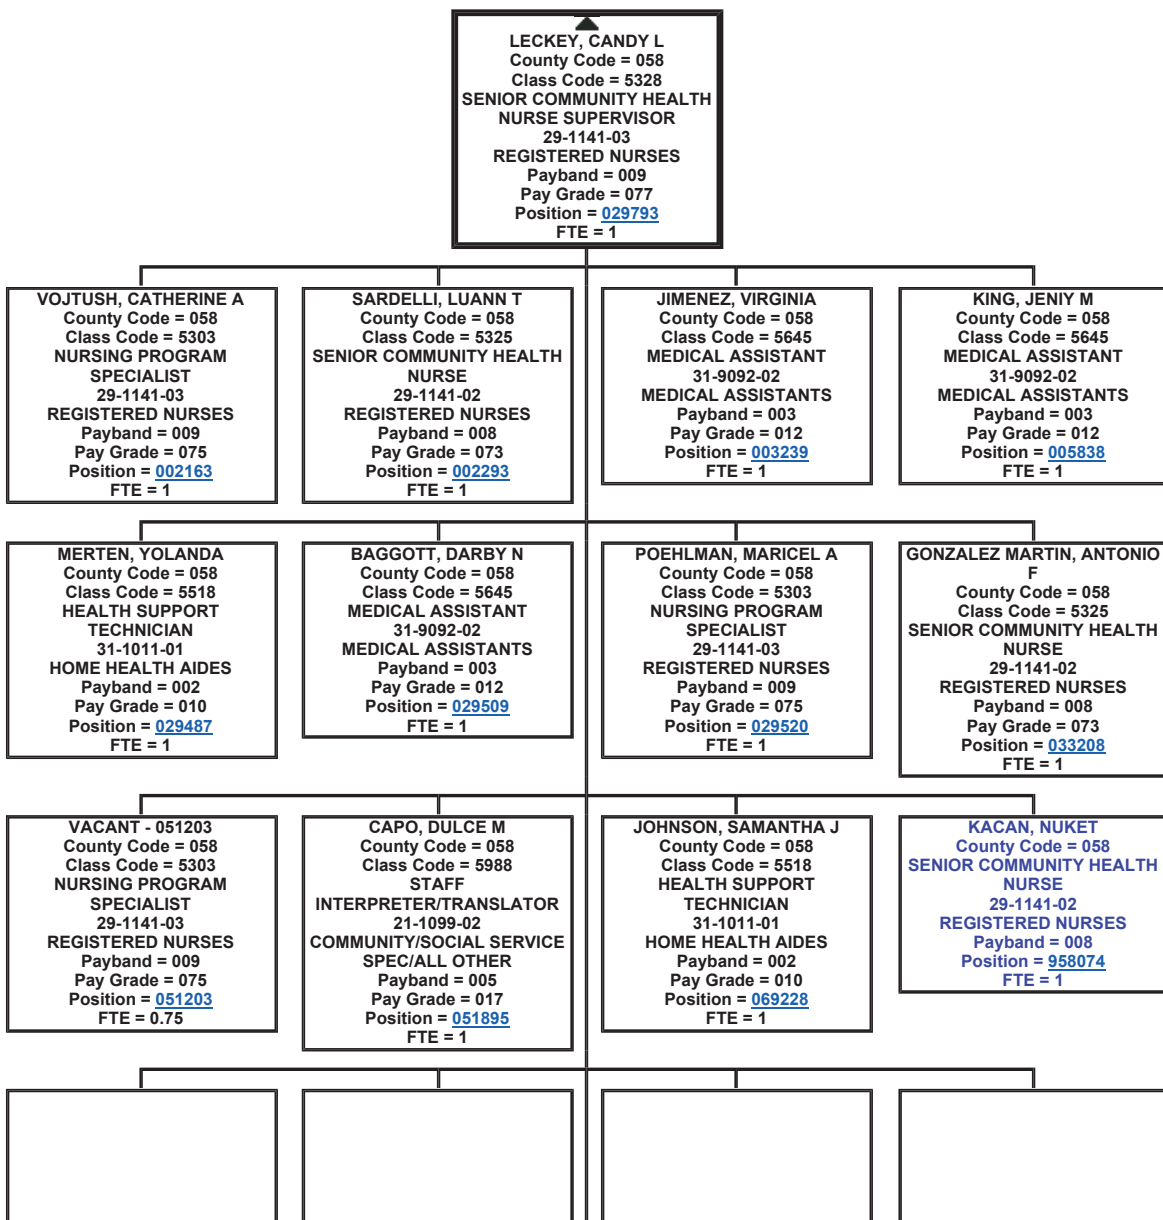 LECKEY, CANDY L
County Code = 058
Class Code = 5328
SENIOR COMMUNITY HEALTH
NURSE SUPERVISOR
29-1141-03
REGISTERED NURSES
Payband = 009
Pay Grade = 077
Position = 029793
FTE = 1
VOJTUSH, CATHERINE A
County Code = 058
Class Code = 5303
NURSING PROGRAM
SPECIALIST
29-1141-03
REGISTERED NURSES
Payband = 009
Pay Grade = 075
Position = 002163
FTE = 1
SARDELLI, LUANN T
County Code = 058
Class Code = 5325
SENIOR COMMUNITY HEALTH
NURSE
29-1141-02
REGISTERED NURSES
Payband = 008
Pay Grade = 073
Position = 002293
FTE = 1
JIMENEZ, VIRGINIA
County Code = 058
Class Code = 5645
MEDICAL ASSISTANT
31-9092-02
MEDICAL ASSISTANTS
Payband = 003
Pay Grade = 012
Position = 003239
FTE = 1
KING, JENIY M
County Code = 058
Class Code = 5645
MEDICAL ASSISTANT
31-9092-02
MEDICAL ASSISTANTS
Payband = 003
Pay Grade = 012
Position = 005838
FTE = 1
MERTEN, YOLANDA
County Code = 058
Class Code = 5518
HEALTH SUPPORT
TECHNICIAN
31-1011-01
HOME HEALTH AIDES
Payband = 002
Pay Grade = 010
Position = 029487
FTE = 1
BAGGOTT, DARBY N
County Code = 058
Class Code = 5645
MEDICAL ASSISTANT
31-9092-02
MEDICAL ASSISTANTS
Payband = 003
Pay Grade = 012
Position = 029509
FTE = 1
POEHLMAN, MARICEL A
County Code = 058
Class Code = 5303
NURSING PROGRAM
SPECIALIST
29-1141-03
REGISTERED NURSES
Payband = 009
Pay Grade = 075
Position = 029520
FTE = 1
GONZALEZ MARTIN, ANTONIO
F
County Code = 058
Class Code = 5325
SENIOR COMMUNITY HEALTH
NURSE
29-1141-02
REGISTERED NURSES
Payband = 008
Pay Grade = 073
Position = 033208
FTE = 1
VACANT - 051203
County Code = 058
Class Code = 5303
NURSING PROGRAM
SPECIALIST
29-1141-03
REGISTERED NURSES
Payband = 009
Pay Grade = 075
Position = 051203
FTE = 0.75
CAPO, DULCE M
County Code = 058
Class Code = 5988
STAFF
INTERPRETER/TRANSLATOR
21-1099-02
COMMUNITY/SOCIAL SERVICE
SPEC/ALL OTHER
Payband = 005
Pay Grade = 017
Position = 051895
FTE = 1
JOHNSON, SAMANTHA J
County Code = 058
Class Code = 5518
HEALTH SUPPORT
TECHNICIAN
31-1011-01
HOME HEALTH AIDES
Payband = 002
Pay Grade = 010
Position = 069228
FTE = 1
KACAN, NUKET
County Code = 058
SENIOR COMMUNITY HEALTH
NURSE
29-1141-02
REGISTERED NURSES
Payband = 008
Position = 958074
FTE = 1